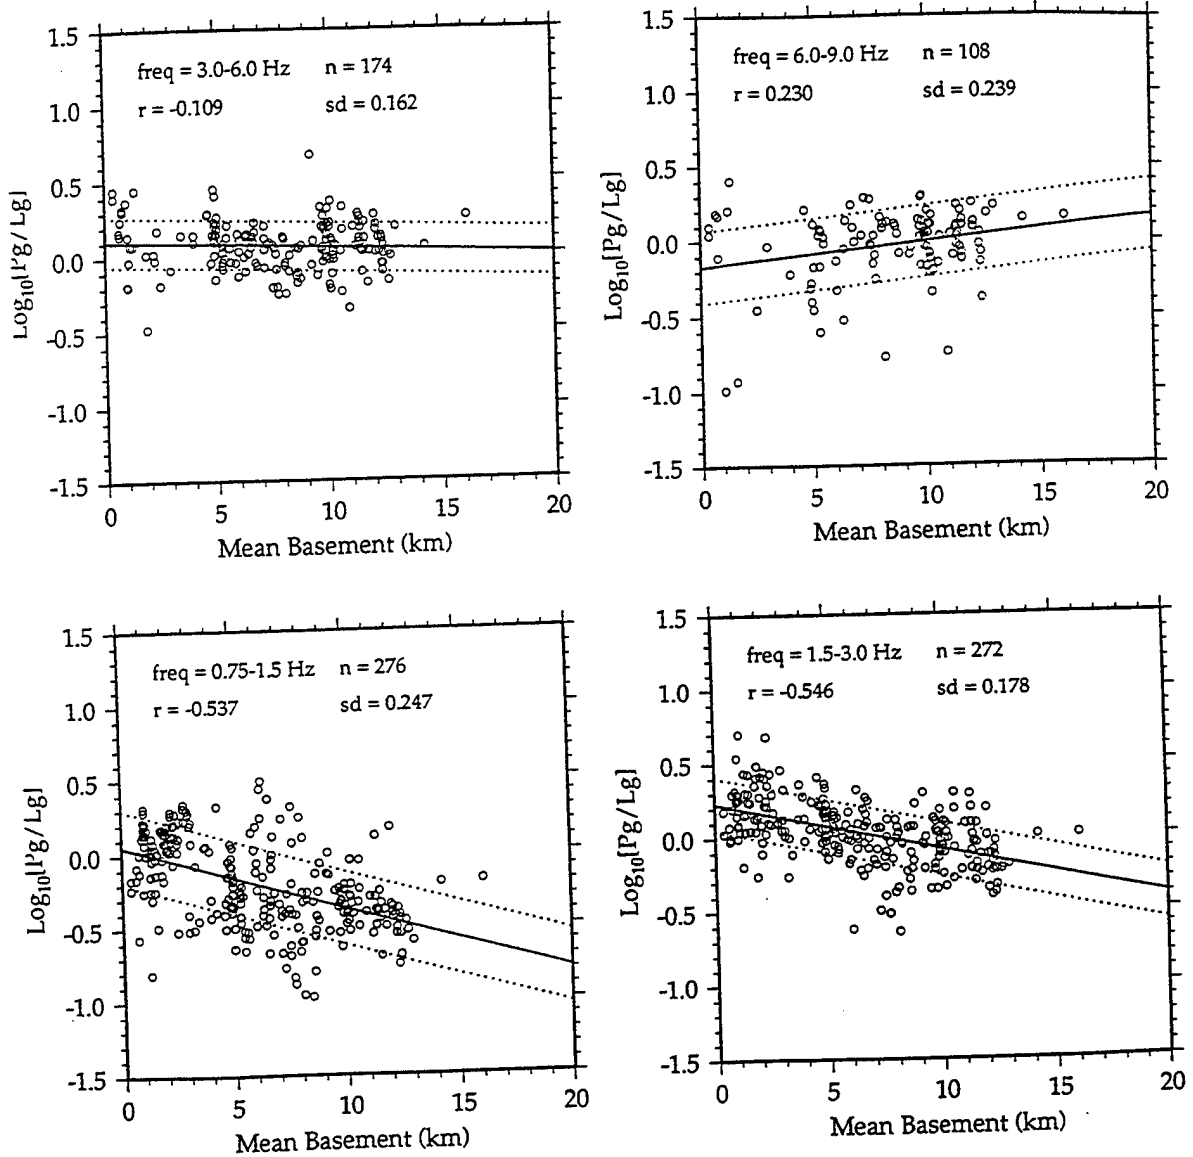 freq = 3.0-6.0 Hz n = 174
r = -0.109 sd = 0.162
1.5
1.0
0.5
0.0
-0.5
-1.0
-1.5
Log10[Pg/Lg]
0 5 10 15 20
Mean Basement (km)
freq = 6.0-9.0 Hz n = 108
r = 0.230 sd = 0.239
1.5
1.0
0.5
0.0
-0.5
-1.0
-1.5
Log10[Pg/Lg]
0 5 10 15 20
Mean Basement (km)
freq = 0.75-1.5 Hz n = 276
r = -0.537 sd = 0.247
1.5
1.0
0.5
0.0
-0.5
-1.0
-1.5
Log10[Pg/Lg]
0 5 10 15 20
Mean Basement (km)
freq = 1.5-3.0 Hz n = 272
r = -0.546 sd = 0.178
1.5
1.0
0.5
0.0
-0.5
-1.0
-1.5
Log10[Pg/Lg]
0 5 10 15 20
Mean Basement (km)